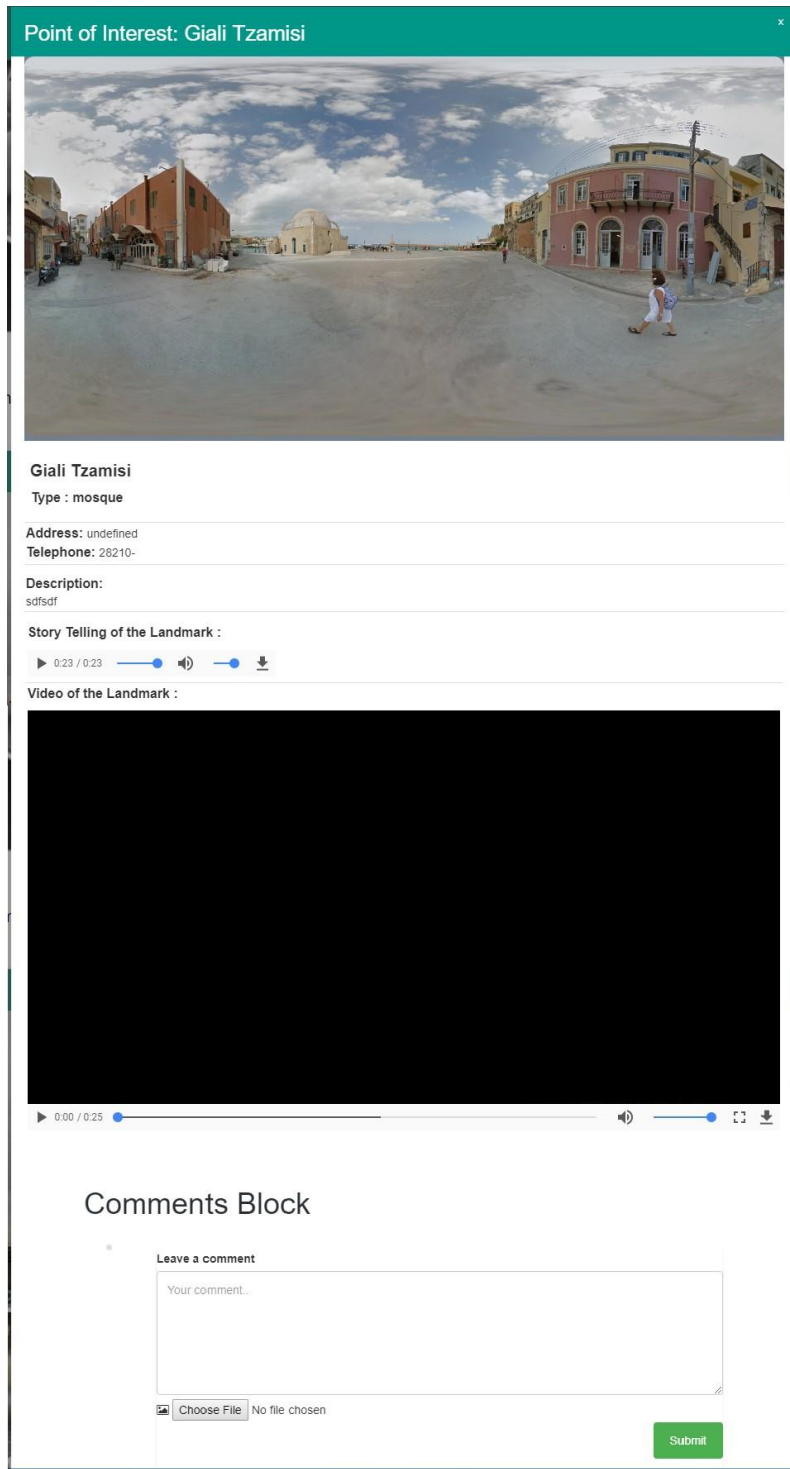 Point of Interest: Giali Tzamisi
x
Giali Tzamisi
Type : mosque
Address: undefined
Telephone: 28210-
Description:
sdfsdf
Story Telling of the Landmark :
0:23 / 0:23
Video of the Landmark :
0:00 / 0:25
Comments Block
Leave a comment
Your comment..
Choose File No file chosen
Submit